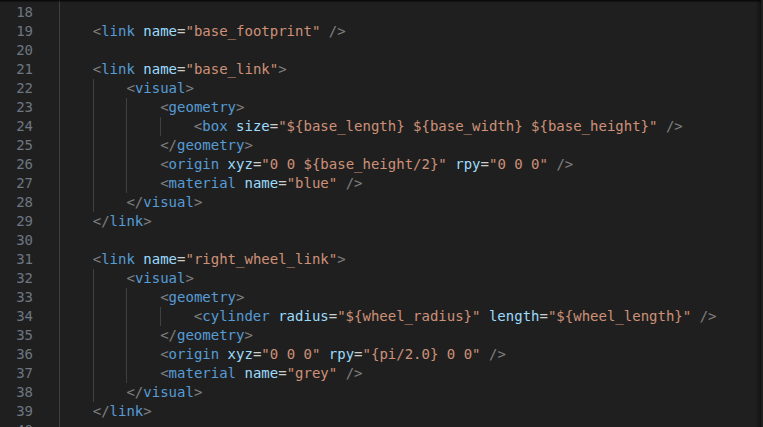 18
19 <link name="base_footprint" />
20
21 <link name="base_link">
22 <visual>
23 <geometry>
24 <box size="${base_length} ${base_width} ${base_height}" />
25 </geometry>
26 <origin xyz="0 0 ${base_height/2}" rpy="0 0 0" />
27 <material name="blue" />
28 </visual>
29 </link>
30
31 <link name="right_wheel_link">
32 <visual>
33 <geometry>
34 <cylinder radius="${wheel_radius}" length="${wheel_length}" />
35 </geometry>
36 <origin xyz="0 0 0" rpy="{pi/2.0} 0 0" />
37 <material name="grey" />
38 </visual>
39 </link>